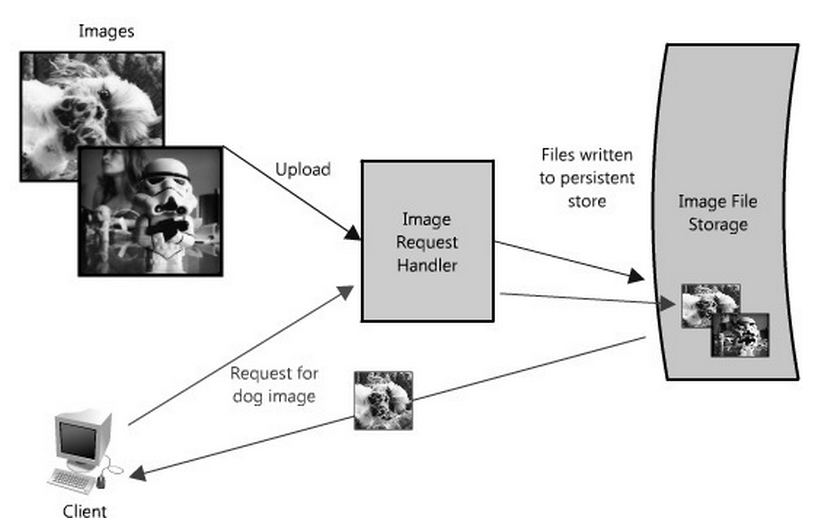 Images
Upload
Image
Request
Handler
Files written
to persistent
store
Image File
Storage
Request for
dog image
Client